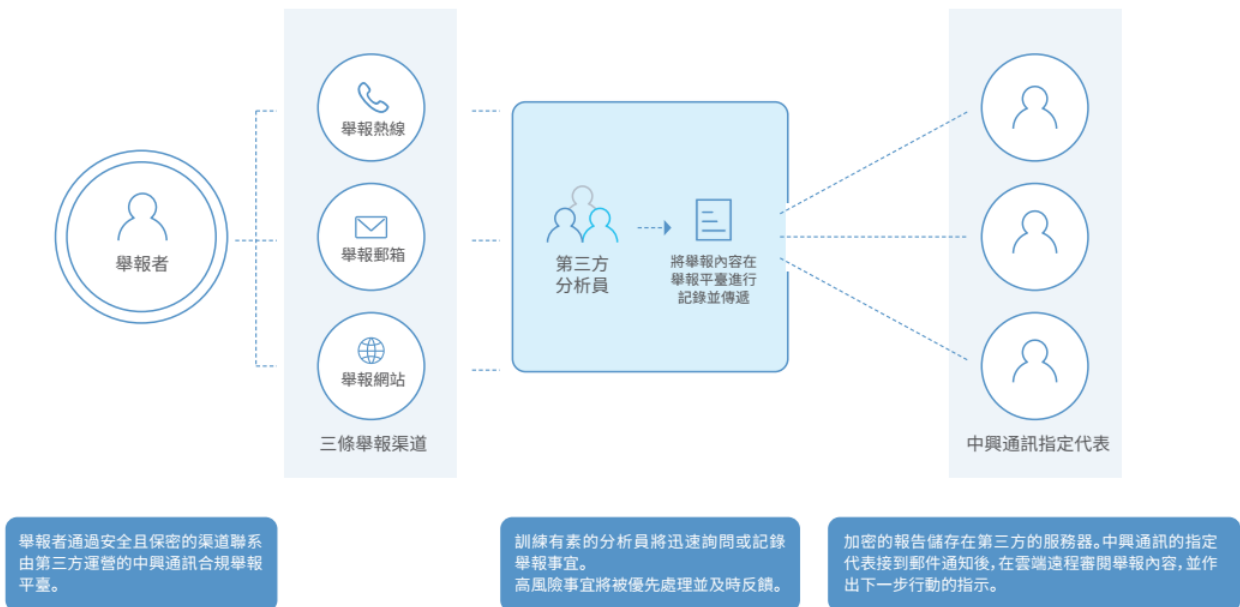 舉報者
舉報熱線
舉報郵箱
舉報網站
三條舉報渠道
第三方
分析員
將舉報內容在
舉報平臺進行
記錄並傳遞
中興通訊指定代表
舉報者通過安全且保密的渠道聯系
由第三方運營的中興通訊合規舉報
平臺。
訓練有素的分析員將迅速詢問或記錄
舉報事宜。
高風險事宜將被優先處理並及時反饋。
加密的報告儲存在第三方的服務器。中興通訊的指定
代表接到郵件通知後，在雲端遠程審閱舉報內容，並作
出下一步行動的指示。